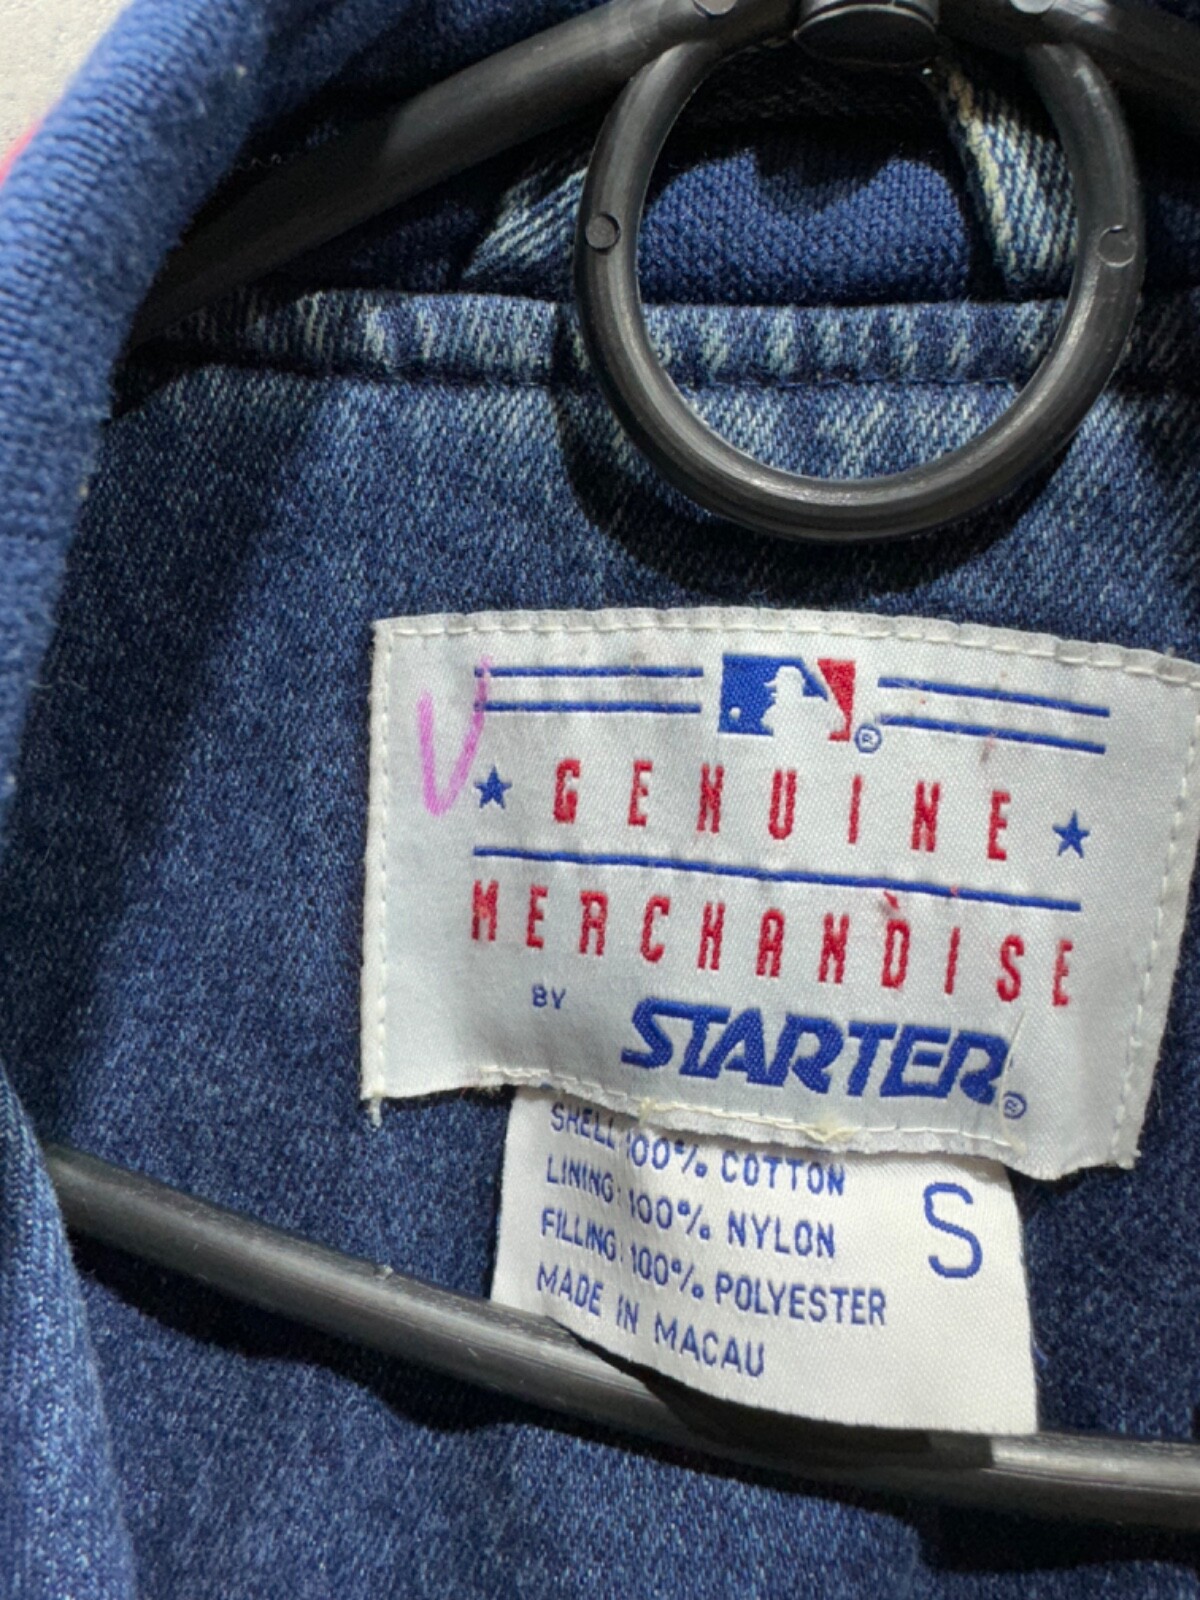 V
®
★ GENUINE ★
MERCHANDISE
BY STARTER®
SHELL 100% COTTON
LINING: 100% NYLON
FILLING: 100% POLYESTER
MADE IN MACAU
S